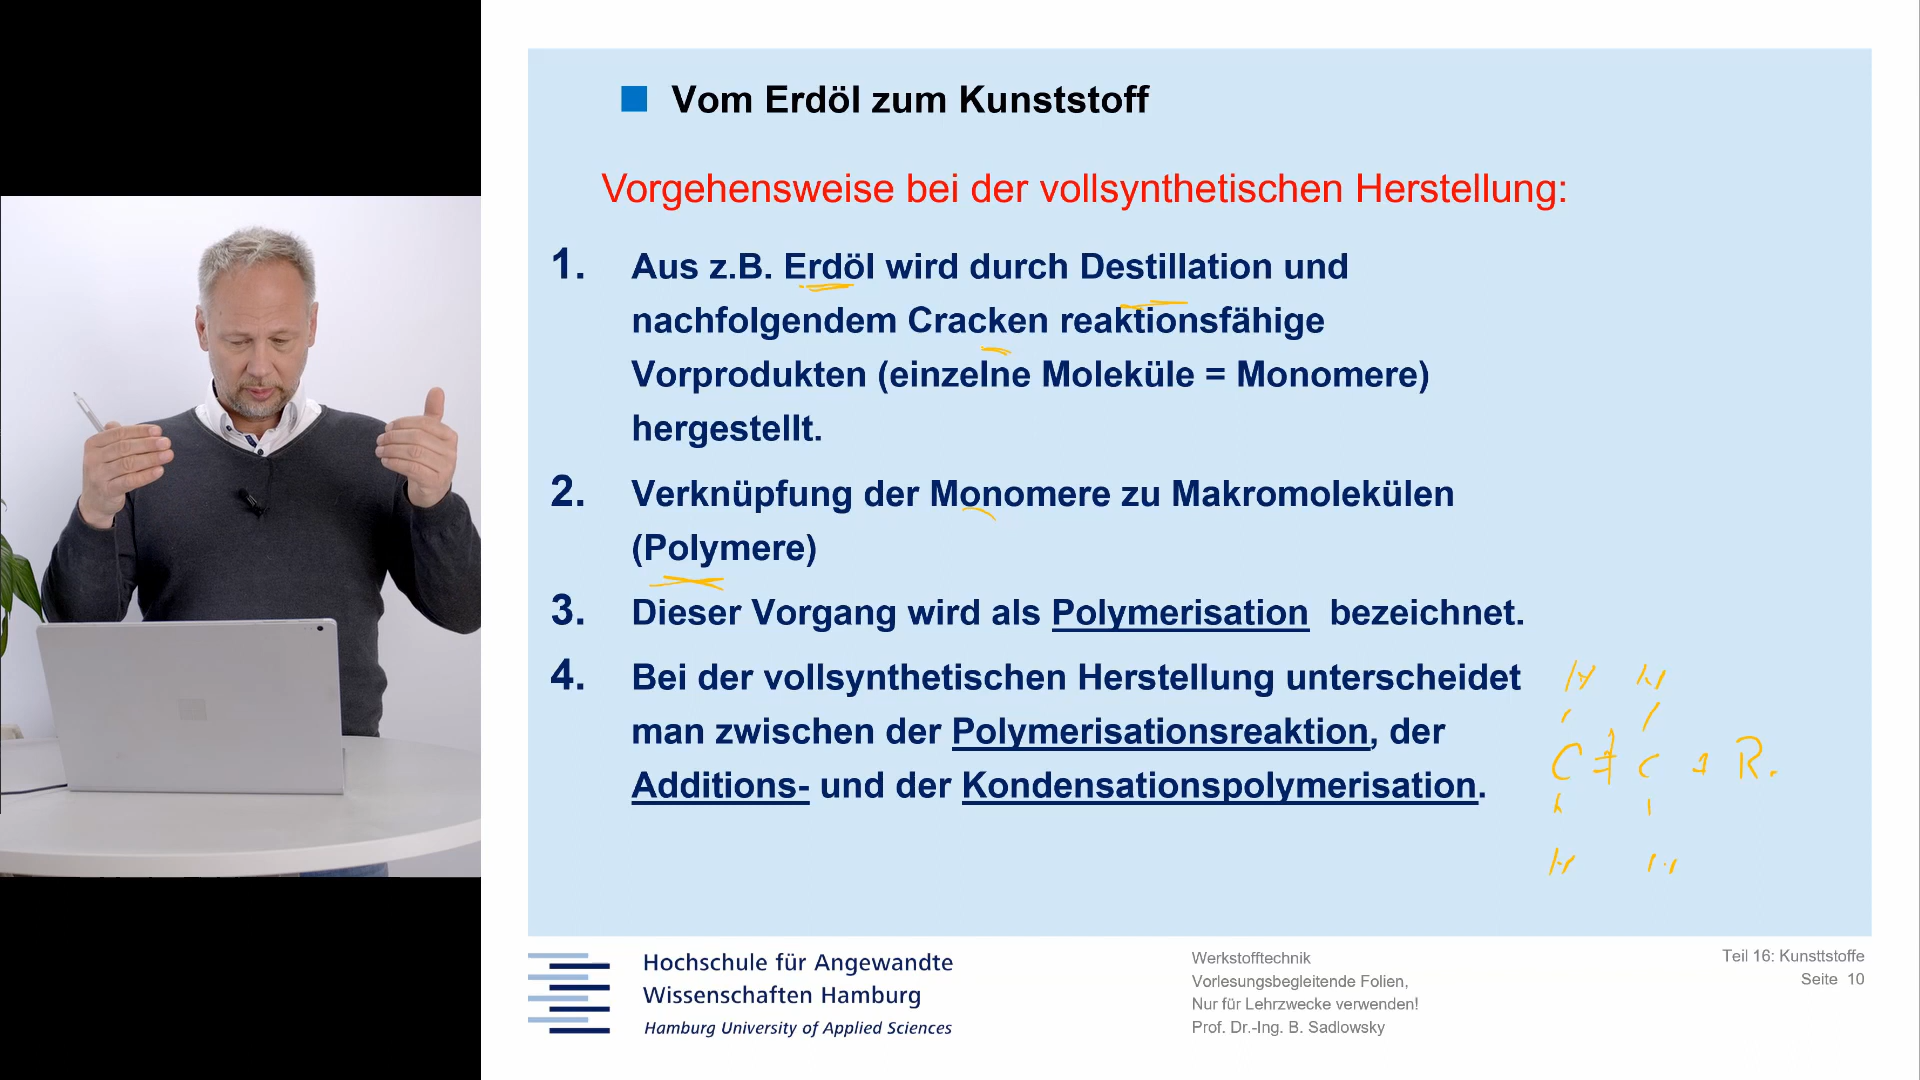 Vom Erdöl zum Kunststoff
Vorgehensweise bei der vollsynthetischen Herstellung:
1. Aus z.B. Erdöl wird durch Destillation und
nachfolgendem Cracken reaktionsfähige
Vorprodukten (einzelne Moleküle = Monomere)
hergestellt.
2. Verknüpfung der Monomere zu Makromolekülen
(Polymere)
3. Dieser Vorgang wird als Polymerisation bezeichnet.
4. Bei der vollsynthetischen Herstellung unterscheidet
man zwischen der Polymerisationsreaktion, der
Additions- und der Kondensationspolymerisation.
H H
C = C + R.
H H
Hochschule für Angewandte
Wissenschaften Hamburg
Hamburg University of Applied Sciences
Werkstofftechnik
Vorlesungsbegleitende Folien,
Nur für Lehrzwecke verwenden!
Prof. Dr.-Ing. B. Sadlowsky
Teil 16: Kunsttstoffe
Seite 10